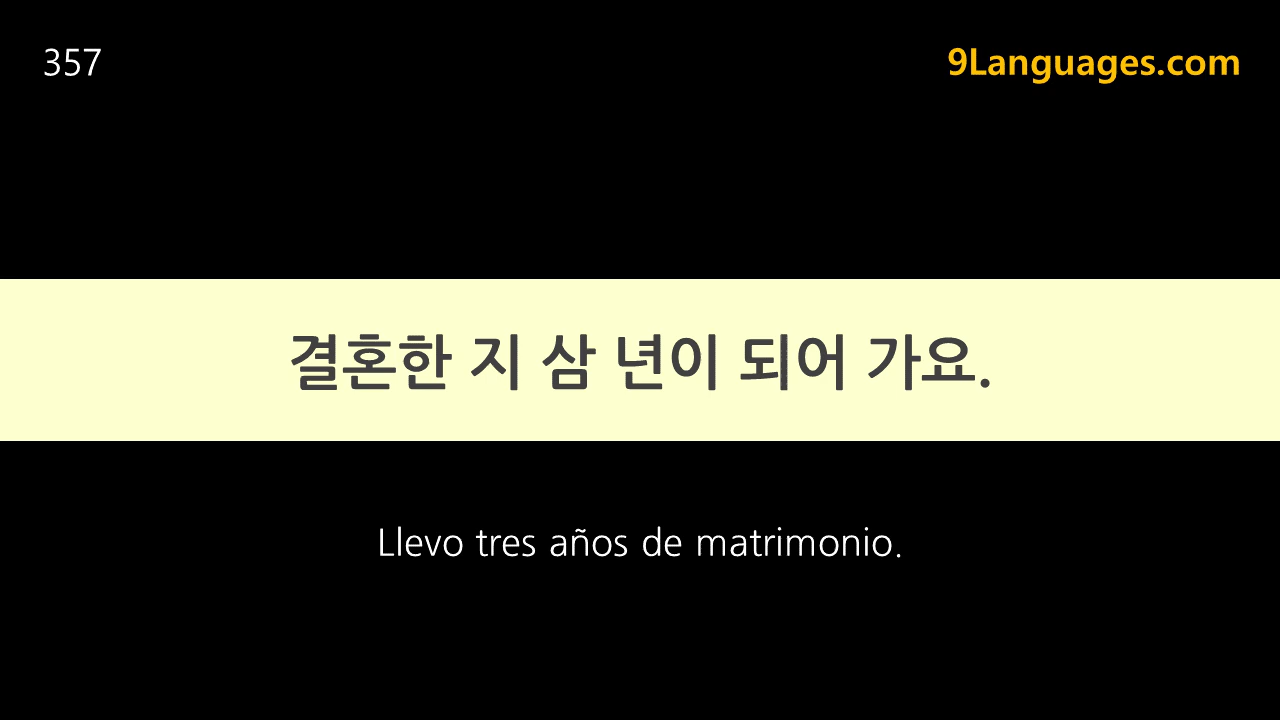 357
9Languages.com
결혼한 지 삼 년이 되어 가요.
Llevo tres años de matrimonio.